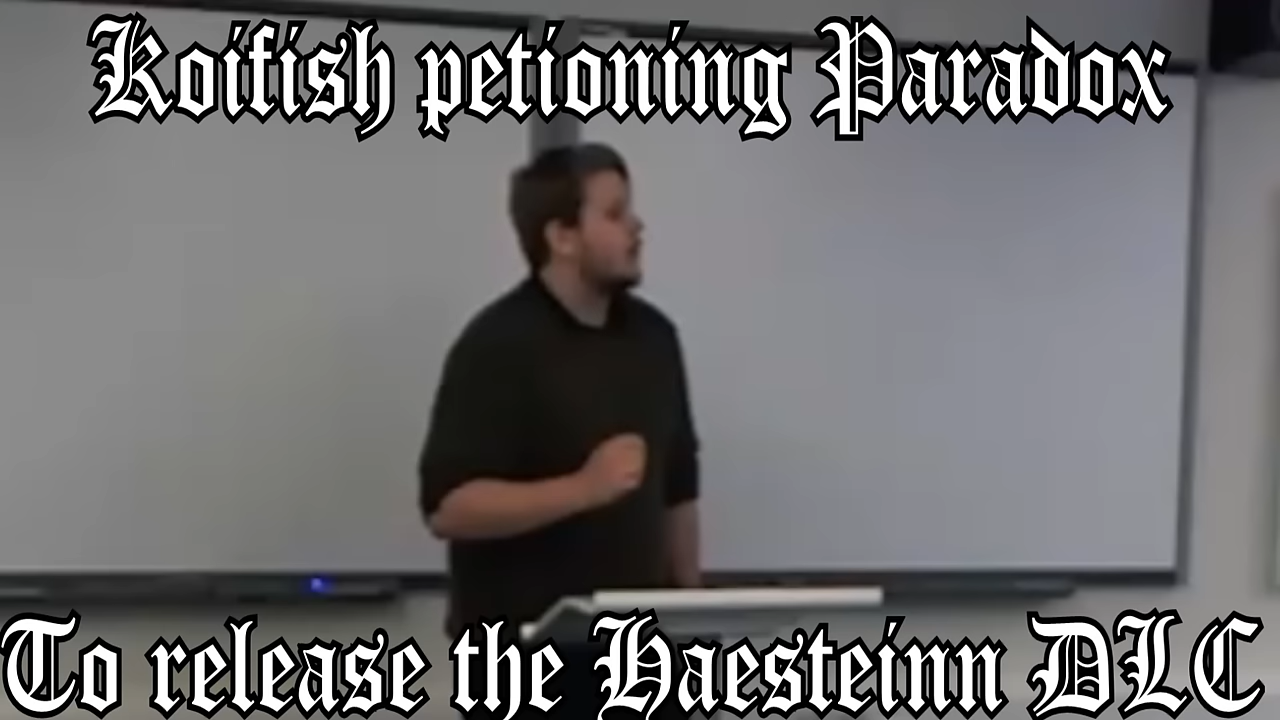 Koifish petioning Paradox
To release the Haesteinn DLC